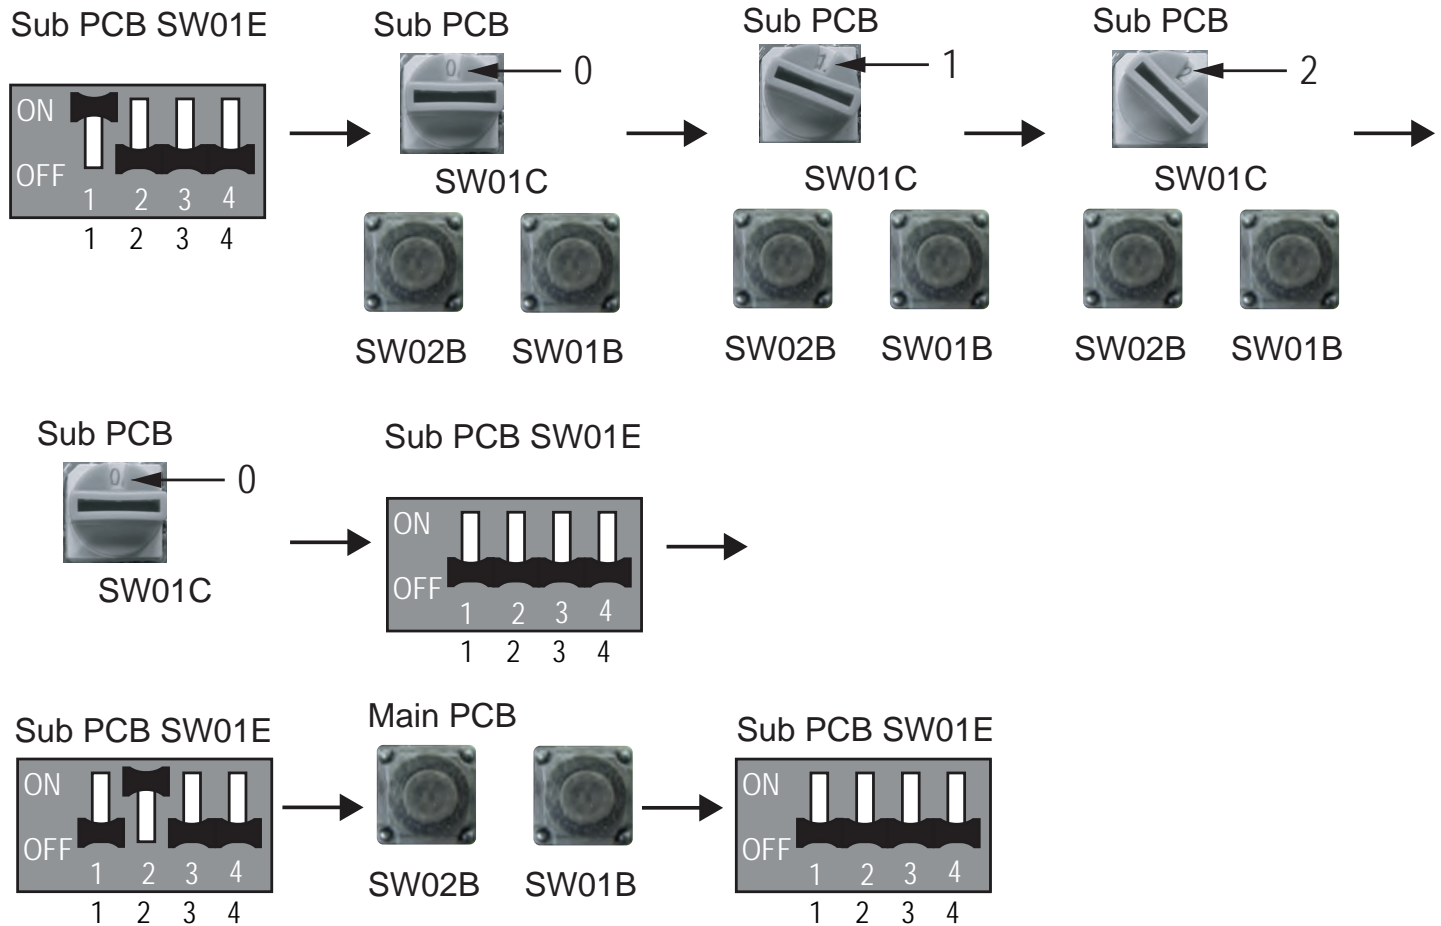 Sub PCB SW01E
ON
OFF
1 2 3 4
1 2 3 4
Sub PCB
0
0
SW01C
SW02B SW01B
Sub PCB
1
1
SW01C
SW02B SW01B
Sub PCB
2
SW01C
SW02B SW01B
Sub PCB
0
0
SW01C
Sub PCB SW01E
ON
OFF
1 2 3 4
1 2 3 4
Sub PCB SW01E
ON
OFF
1 2 3 4
1 2 3 4
Main PCB
SW02B SW01B
Sub PCB SW01E
ON
OFF
1 2 3 4
1 2 3 4